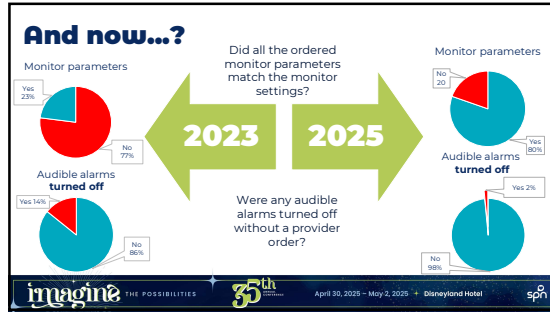 And now...?
Monitor parameters
Yes
23%
No
77%
Audible alarms
turned off
Yes 14%
No
86%
Did all the ordered
monitor parameters
match the monitor
settings?
2023
2025
Were any audible
alarms turned off
without a provider
order?
Monitor parameters
No
20
Yes
80%
Audible alarms
turned off
Yes 2%
No
98%
imagine THE POSSIBILITIES
35th
April 30, 2025 – May 2, 2025 + Disneyland Hotel
spn